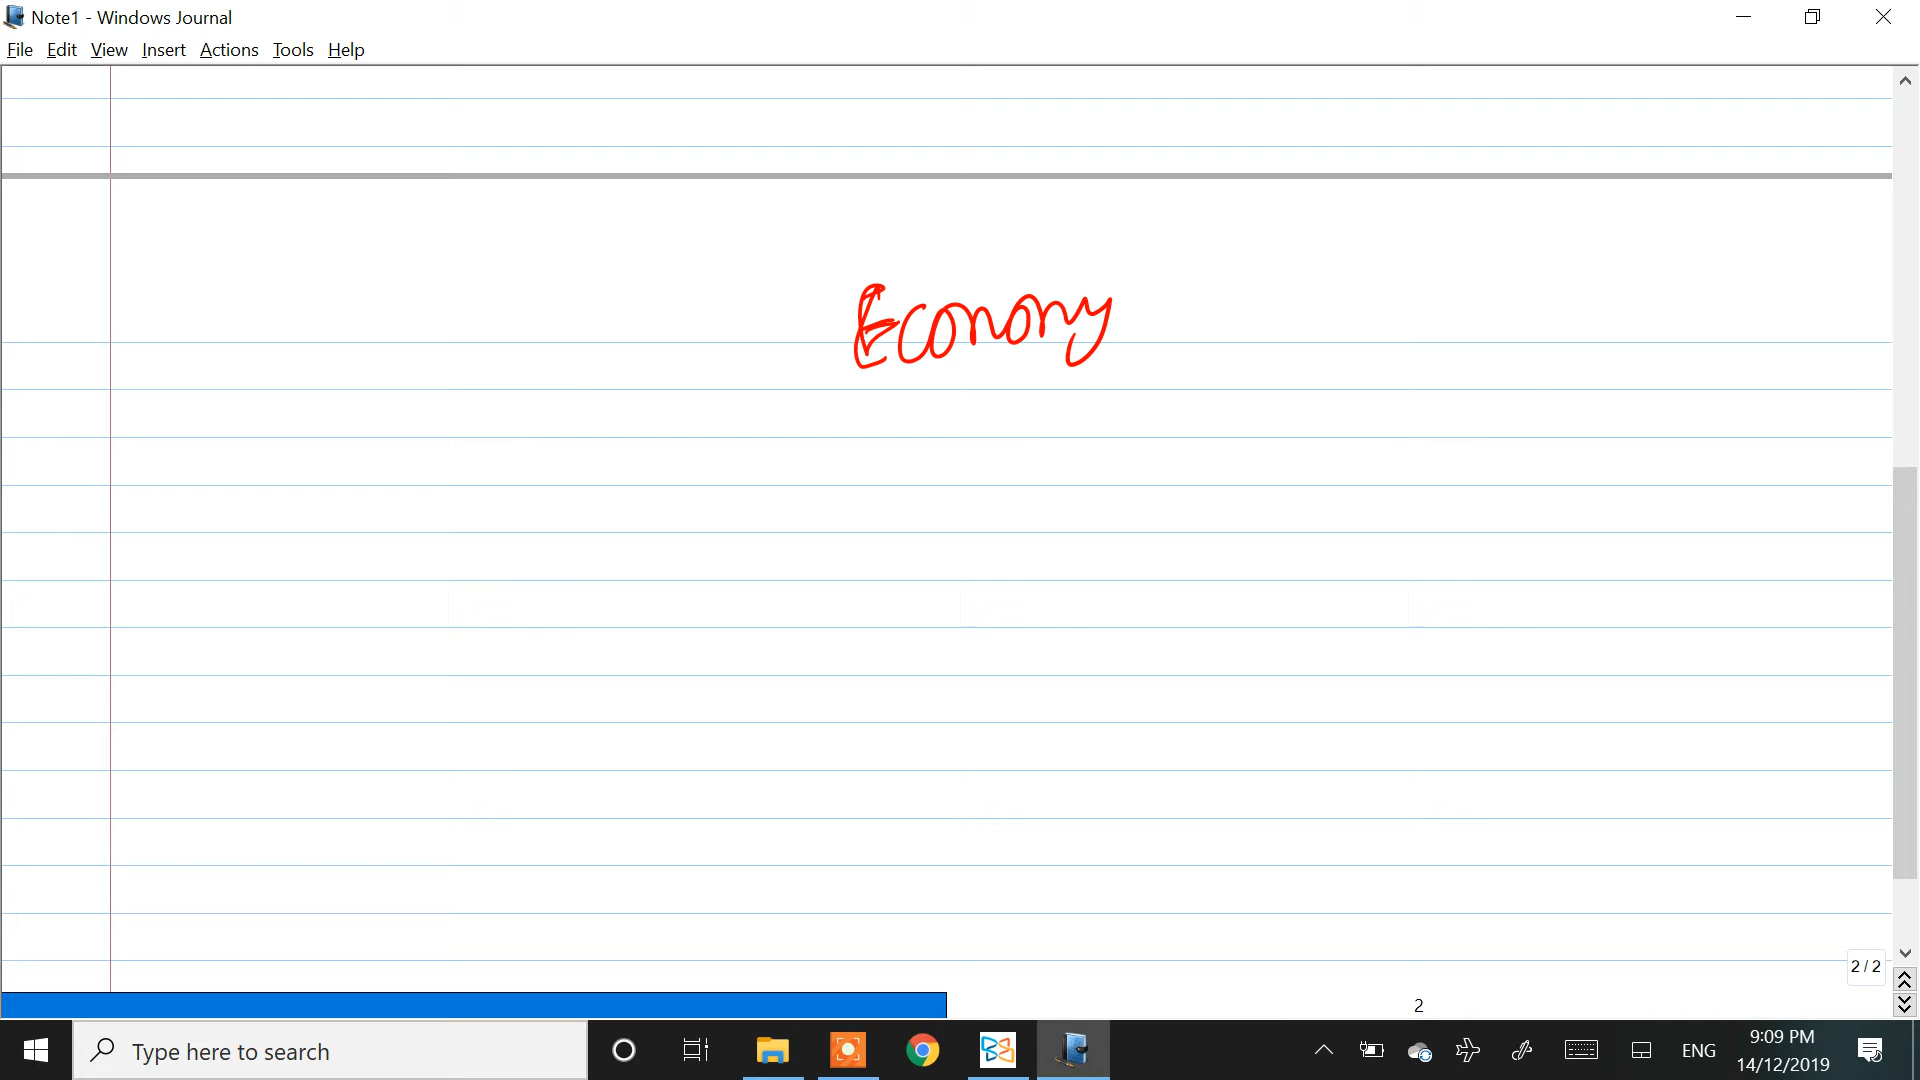 Note1 - Windows Journal
File Edit View Insert Actions Tools Help
Economy
2 / 2
2
Type here to search
ENG
9:09 PM
14/12/2019